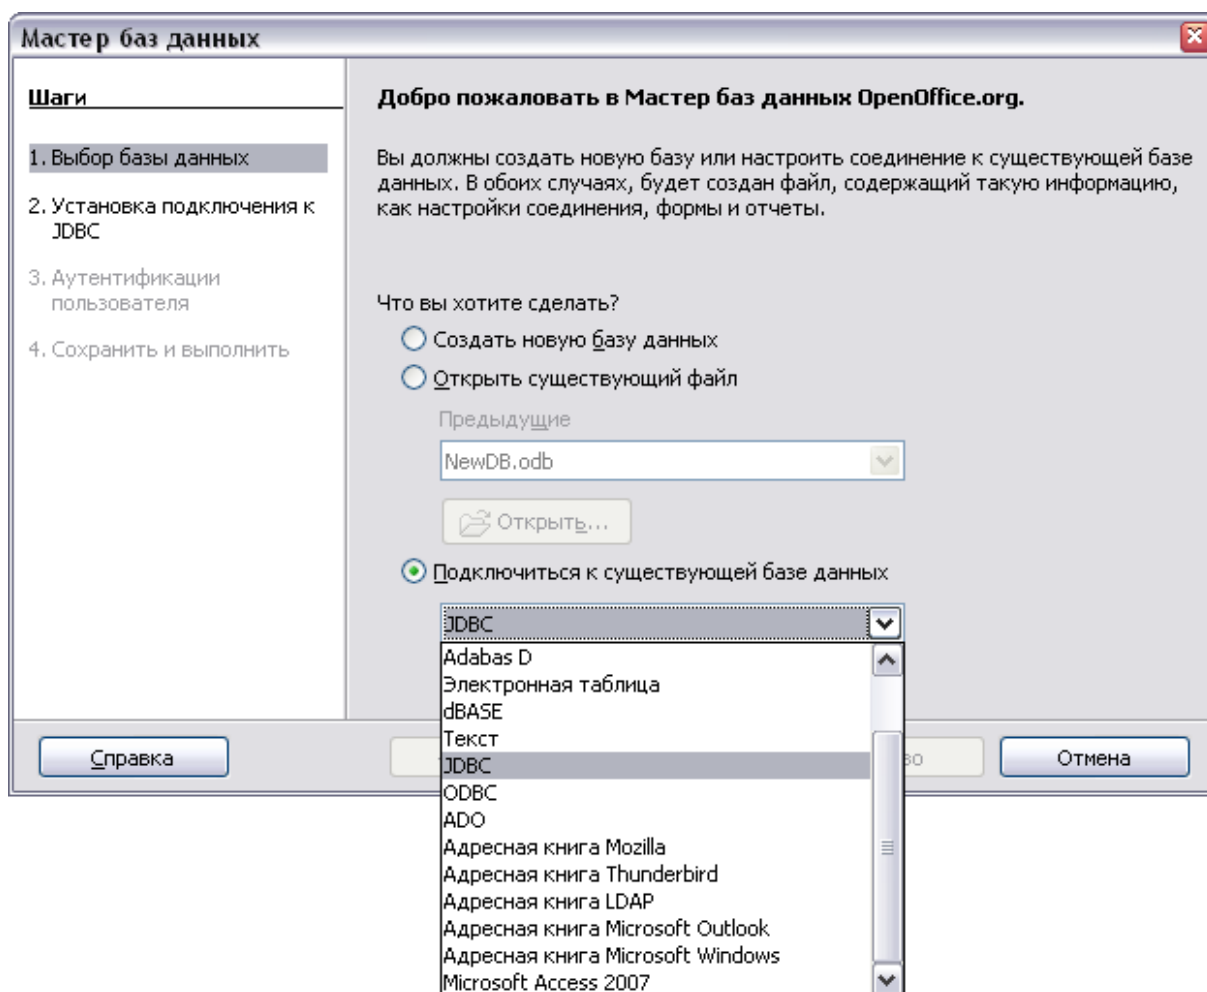 Мастер баз данных
Шаги
1. Выбор базы данных
2. Установка подключения к
JDBC
3. Аутентификации
пользователя
4. Сохранить и выполнить
Добро пожаловать в Мастер баз данных OpenOffice.org.
Вы должны создать новую базу или настроить соединение к существующей базе
данных. В обоих случаях, будет создан файл, содержащий такую информацию,
как настройки соединения, формы и отчеты.
Что вы хотите сделать?
Создать новую базу данных
Открыть существующий файл
Предыдущие
NewDB.odb
Открыть...
Подключиться к существующей базе данных
JDBC
Adabas D
Электронная таблица
dBASE
Текст
JDBC
ODBC
ADO
Адресная книга Mozilla
Адресная книга Thunderbird
Адресная книга LDAP
Адресная книга Microsoft Outlook
Адресная книга Microsoft Windows
Microsoft Access 2007
Справка
Отмена